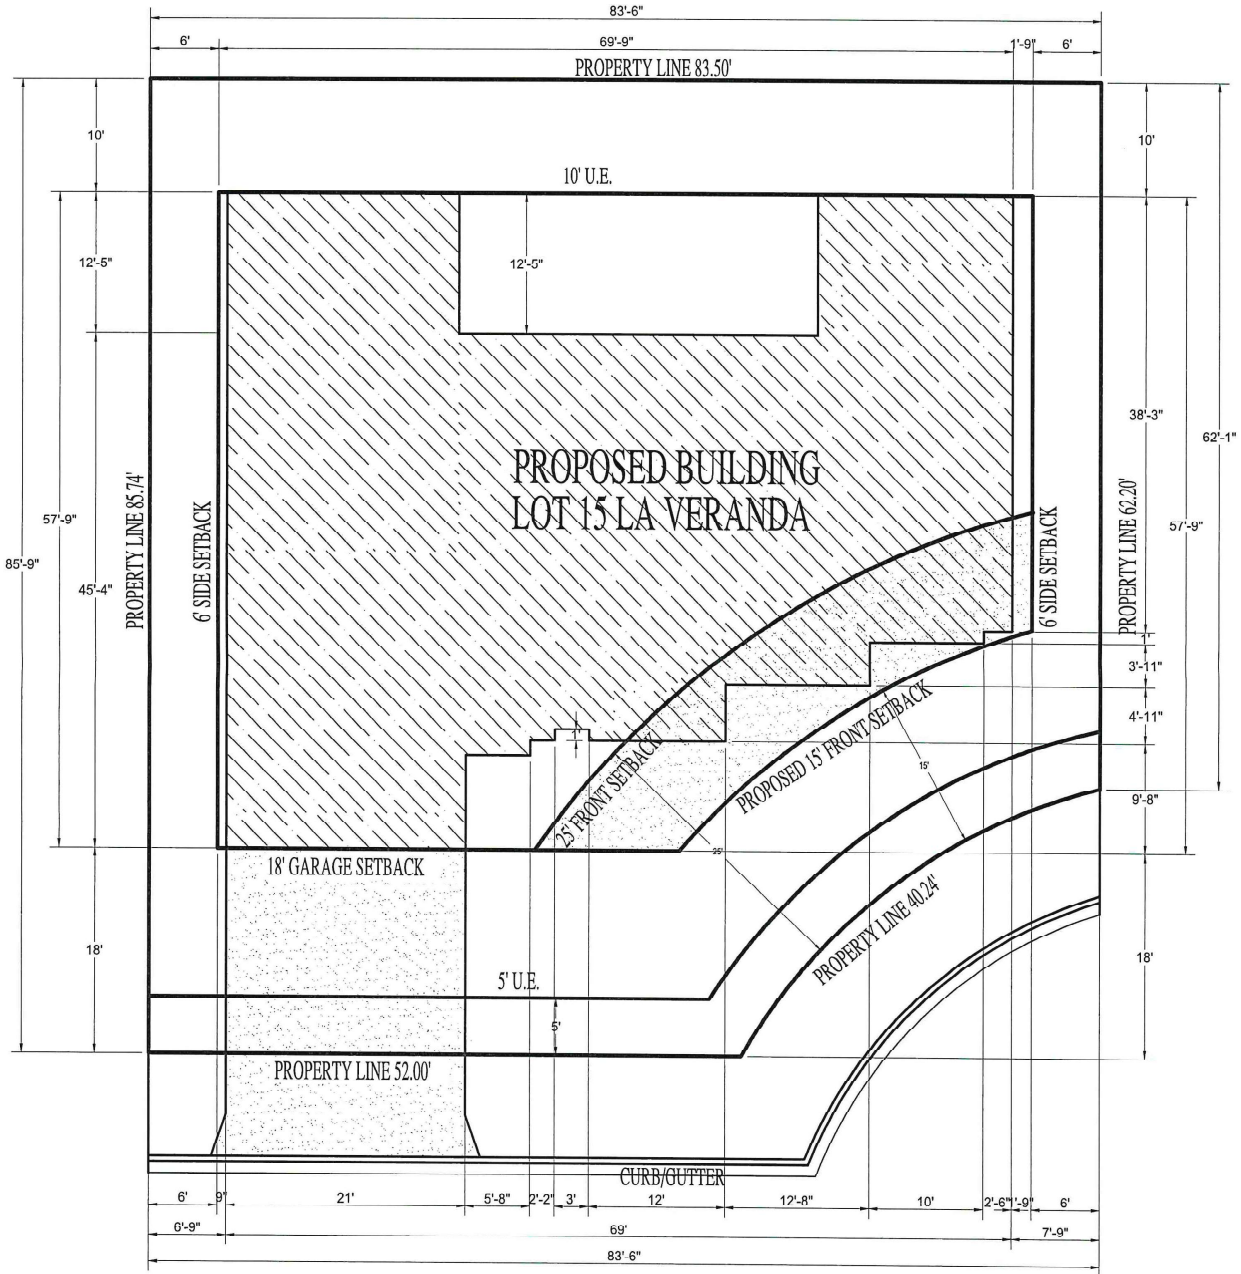 83'-6"
6'
69'-9"
1'-9"
6'
PROPERTY LINE 83.50'
10'
10'
10' U.E.
12'-5"
12'-5"
38'-3"
62'-1"
PROPOSED BUILDING
LOT 15 LA VERANDA
PROPERTY LINE 85.74'
6' SIDE SETBACK
6' SIDE SETBACK
PROPERTY LINE 62.20'
57'-9"
57'-9"
85'-9"
45'-4"
1'
3'-11"
4'-11"
1'
25' FRONT SETBACK
PROPOSED 15' FRONT SETBACK
15'
9'-8"
25'
18' GARAGE SETBACK
PROPERTY LINE 40.24'
18'
18'
5' U.E.
5'
PROPERTY LINE 52.00'
CURB/GUTTER
6'
9"
21'
5'-8"
2'-2"
3'
12'
12'-8"
10'
2'-6"
1'-9"
6'
6'-9"
69'
7'-9"
83'-6"